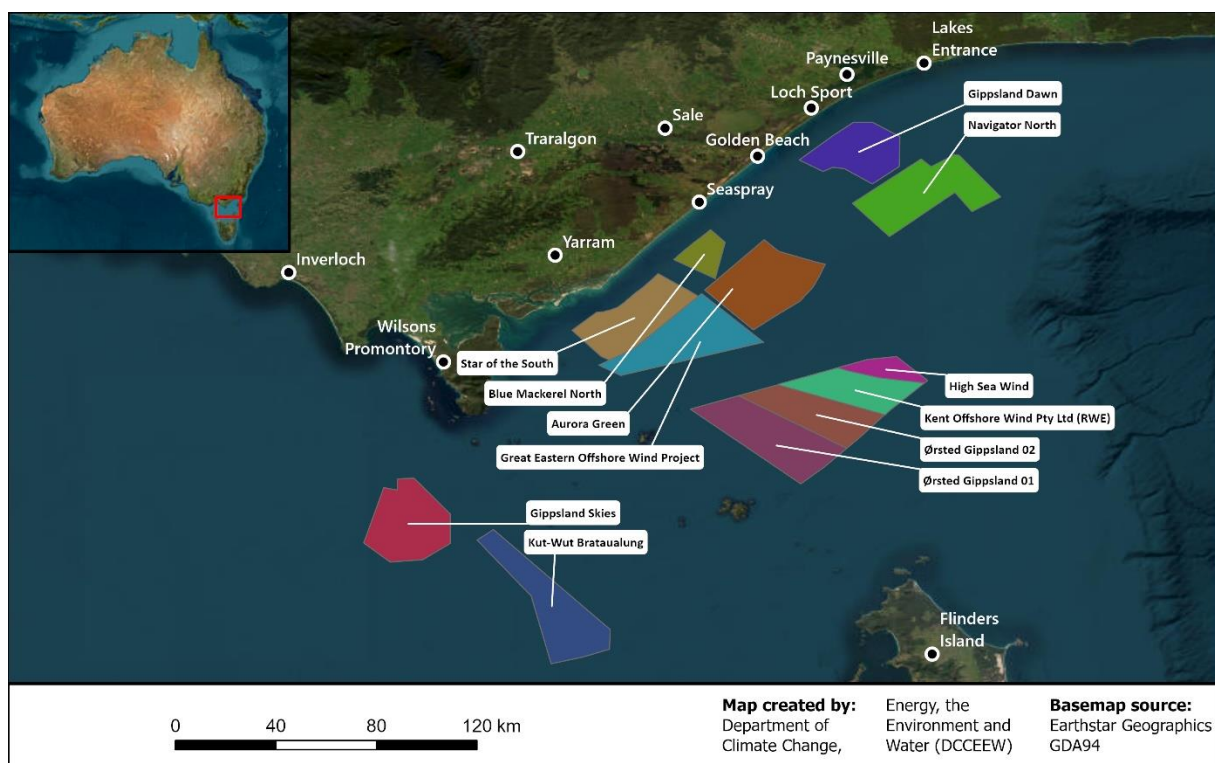 Lakes
Entrance
Paynesville
Gippsland Dawn
Loch Sport
Navigator North
Sale
Golden Beach
Traralgon
Seaspray
Yarram
Inverloch
Wilsons
Promontory
Star of the South
High Sea Wind
Blue Mackerel North
Kent Offshore Wind Pty Ltd (RWE)
Aurora Green
Ørsted Gippsland 02
Great Eastern Offshore Wind Project
Ørsted Gippsland 01
Gippsland Skies
Kut-Wut Brataualung
Flinders
Island
0 40 80 120 km
Map created by:
Department of
Climate Change,
Energy, the
Environment and
Water (DCCEEW)
Basemap source:
Earthstar Geographics
GDA94